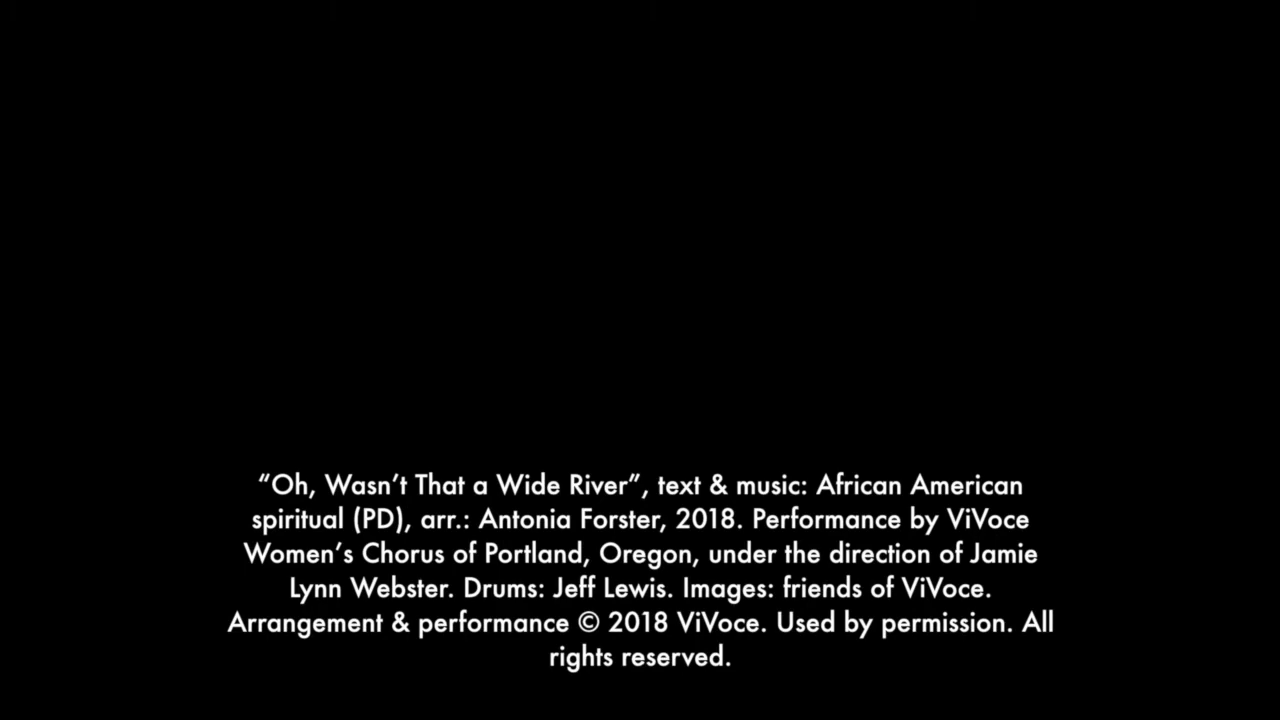 “Oh, Wasn’t That a Wide River”, text & music: African American
spiritual (PD), arr.: Antonia Forster, 2018. Performance by ViVoce
Women’s Chorus of Portland, Oregon, under the direction of Jamie
Lynn Webster. Drums: Jeff Lewis. Images: friends of ViVoce.
Arrangement & performance © 2018 ViVoce. Used by permission. All
rights reserved.